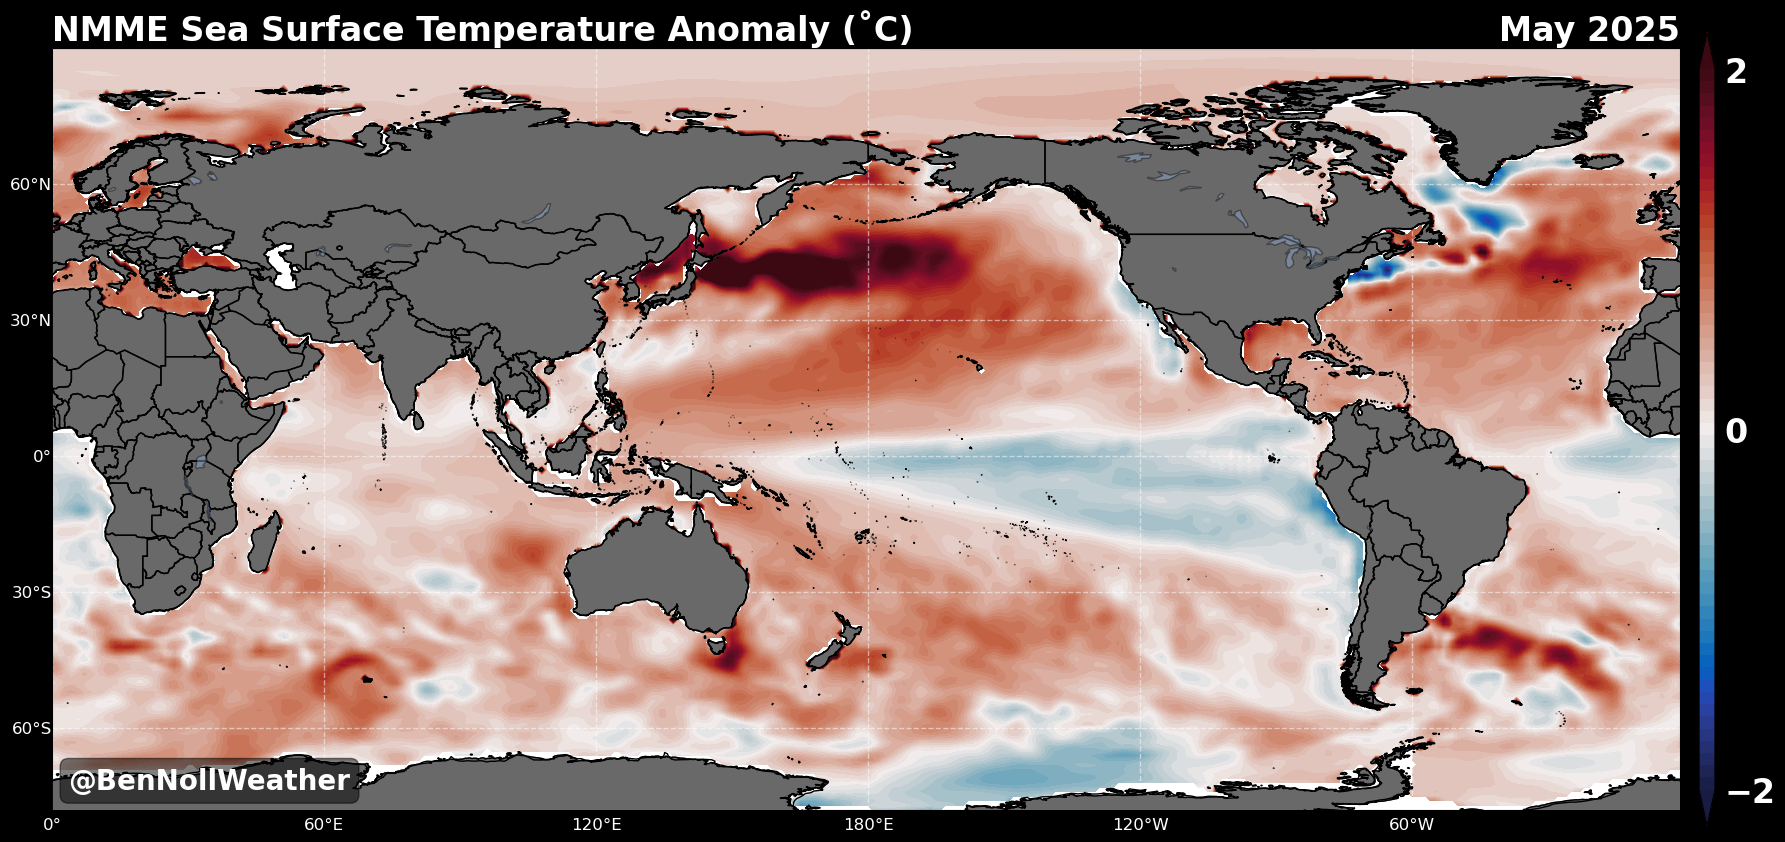 NMME Sea Surface Temperature Anomaly (˚C)
May 2025
2
0
−2
60°N
30°N
0°
30°S
60°S
@BenNollWeather
0°
60°E
120°E
180°E
120°W
60°W